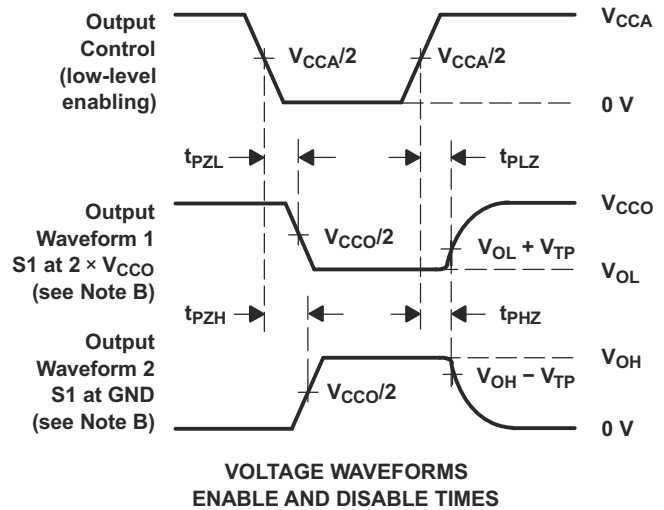 Output
Control
(low-level
enabling)
V_CCA/2
V_CCA/2
V_CCA
0 V
t_PZL
t_PLZ
Output
Waveform 1
S1 at 2 × V_CCO
(see Note B)
V_CCO/2
V_CCO
V_OL + V_TP
V_OL
t_PZH
t_PHZ
Output
Waveform 2
S1 at GND
(see Note B)
V_CCO/2
V_OH
V_OH − V_TP
0 V
VOLTAGE WAVEFORMS
ENABLE AND DISABLE TIMES